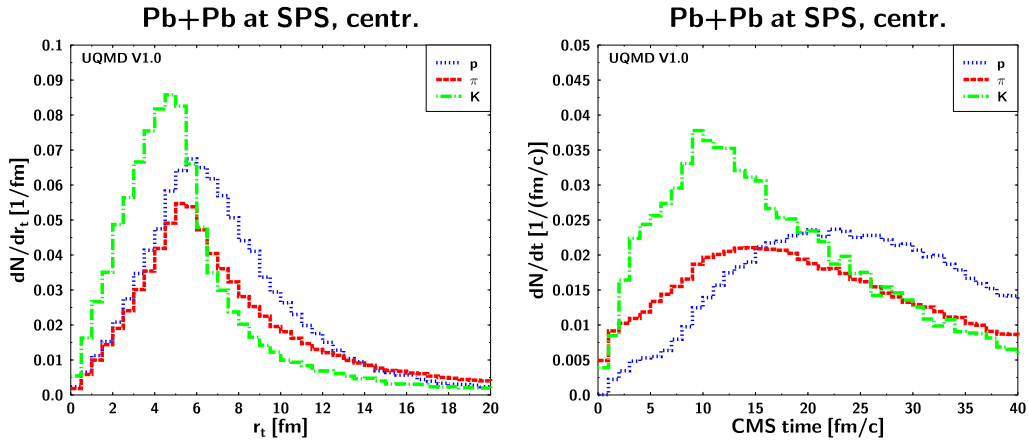 Pb+Pb at SPS, centr.
UQMD V1.0
p
π
K
dN/drt [1/fm]
0.1
0.09
0.08
0.07
0.06
0.05
0.04
0.03
0.02
0.01
0.0
0 2 4 6 8 10 12 14 16 18 20
rt [fm]
Pb+Pb at SPS, centr.
UQMD V1.0
p
π
K
dN/dt [1/(fm/c)]
0.05
0.045
0.04
0.035
0.03
0.025
0.02
0.015
0.01
0.005
0.0
0 5 10 15 20 25 30 35 40
CMS time [fm/c]